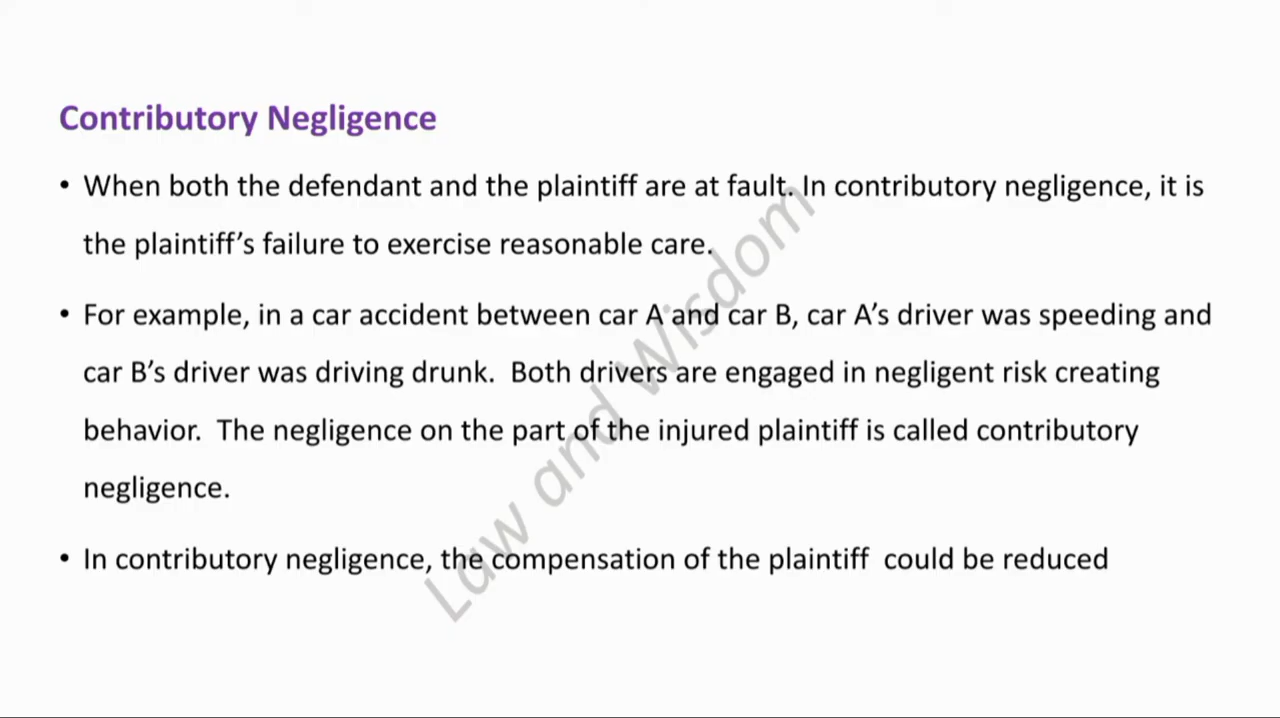 Contributory Negligence
• When both the defendant and the plaintiff are at fault. In contributory negligence, it is
the plaintiff’s failure to exercise reasonable care.
• For example, in a car accident between car A and car B, car A’s driver was speeding and
car B’s driver was driving drunk.  Both drivers are engaged in negligent risk creating
behavior.  The negligence on the part of the injured plaintiff is called contributory
negligence.
• In contributory negligence, the compensation of the plaintiff  could be reduced
Law and Wisdom